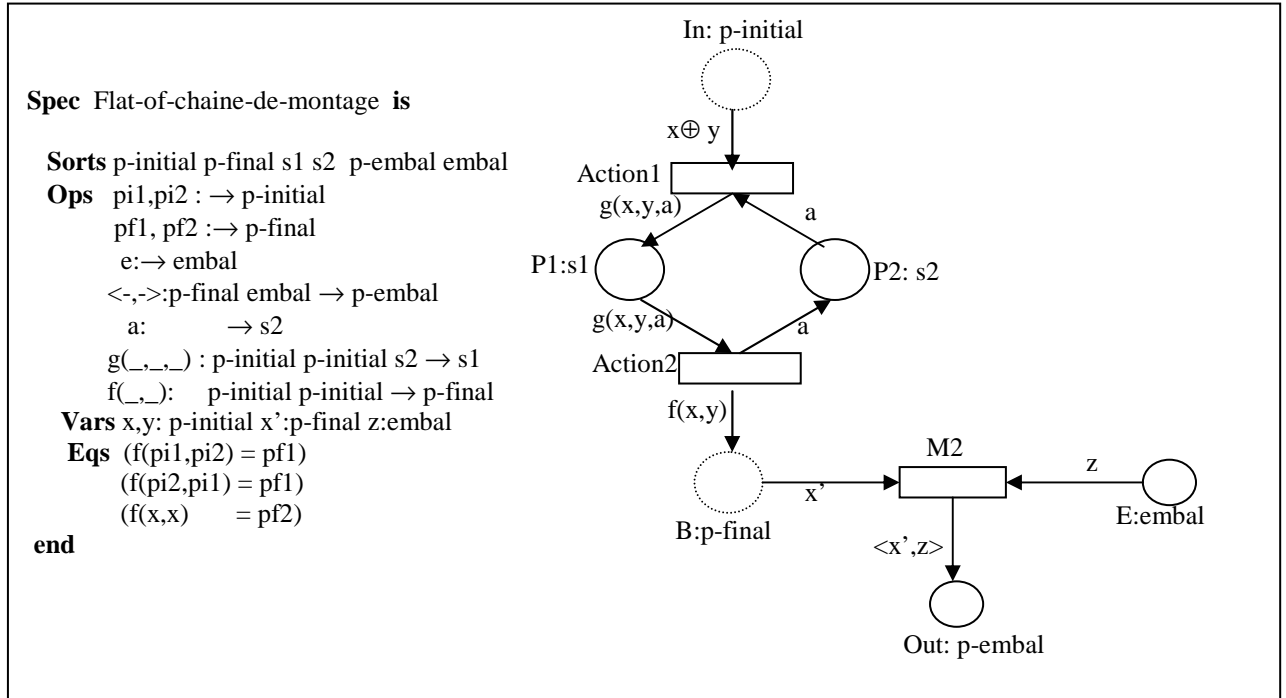 Spec Flat-of-chaine-de-montage is
Sorts p-initial p-final s1 s2 p-embal embal
Ops pi1,pi2 : → p-initial
pf1, pf2 :→ p-final
e:→ embal
<-,->:p-final embal → p-embal
a: → s2
g(_,_,_) : p-initial p-initial s2 → s1
f(_,_): p-initial p-initial → p-final
Vars x,y: p-initial x’:p-final z:embal
Eqs (f(pi1,pi2) = pf1)
(f(pi2,pi1) = pf1)
(f(x,x) = pf2)
end
In: p-initial
x⊕ y
Action1
g(x,y,a)
a
P1:s1
P2: s2
g(x,y,a)
a
Action2
f(x,y)
M2
x’
z
B:p-final
E:embal
<x’,z>
Out: p-embal